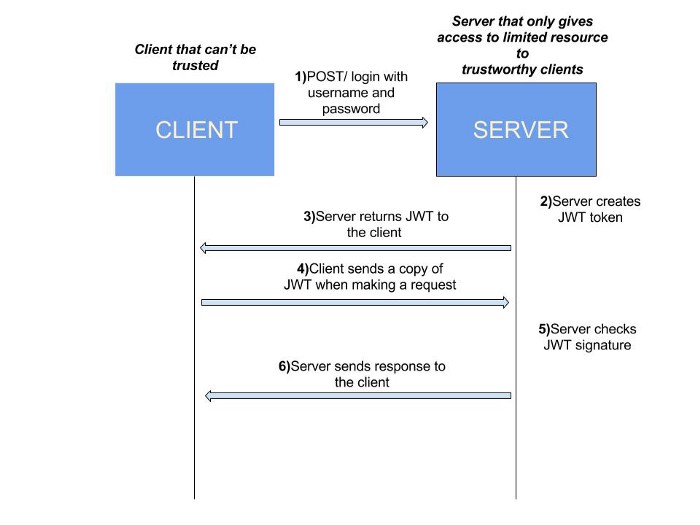 Client that can't be
trusted
Server that only gives
access to limited resource
to
trustworthy clients
1)POST/ login with
username and
password
CLIENT
SERVER
2)Server creates
JWT token
3)Server returns JWT to
the client
4)Client sends a copy of
JWT when making a request
5)Server checks
JWT signature
6)Server sends response to
the client